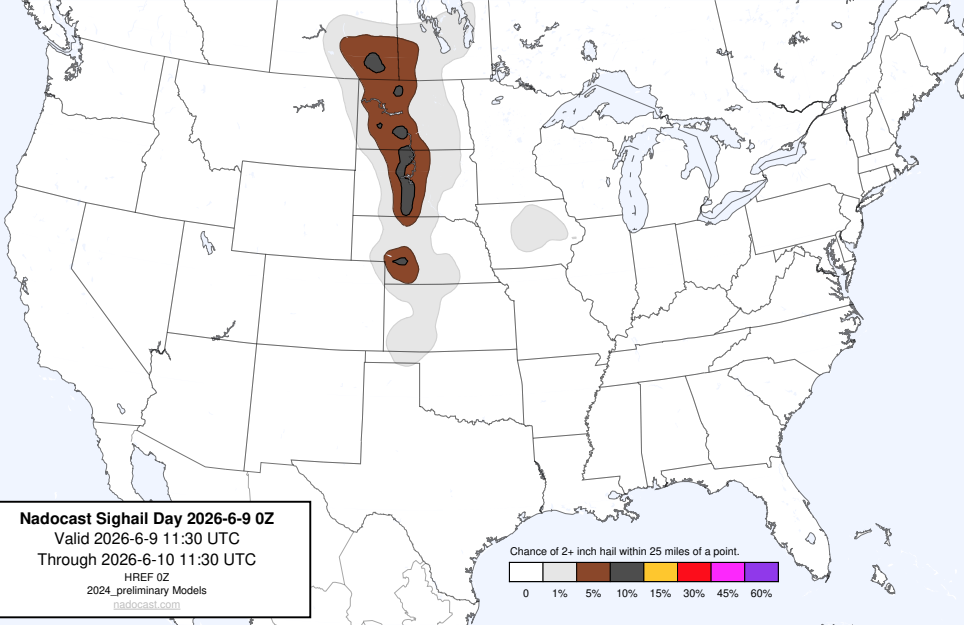 Nadocast Sighail Day 2026-6-9 0Z
Valid 2026-6-9 11:30 UTC
Through 2026-6-10 11:30 UTC
HREF 0Z
2024_preliminary Models
nadocast.com
Chance of 2+ inch hail within 25 miles of a point.
0 1% 5% 10% 15% 30% 45% 60%